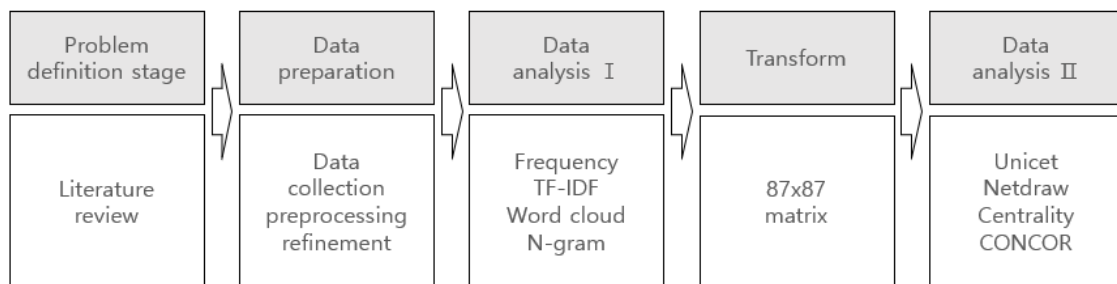 Problem
definition stage
Data
preparation
Data
analysis Ⅰ
Transform
Data
analysis Ⅱ
Literature
review
Data
collection
preprocessing
refinement
Frequency
TF-IDF
Word cloud
N-gram
87x87
matrix
Unicet
Netdraw
Centrality
CONCOR